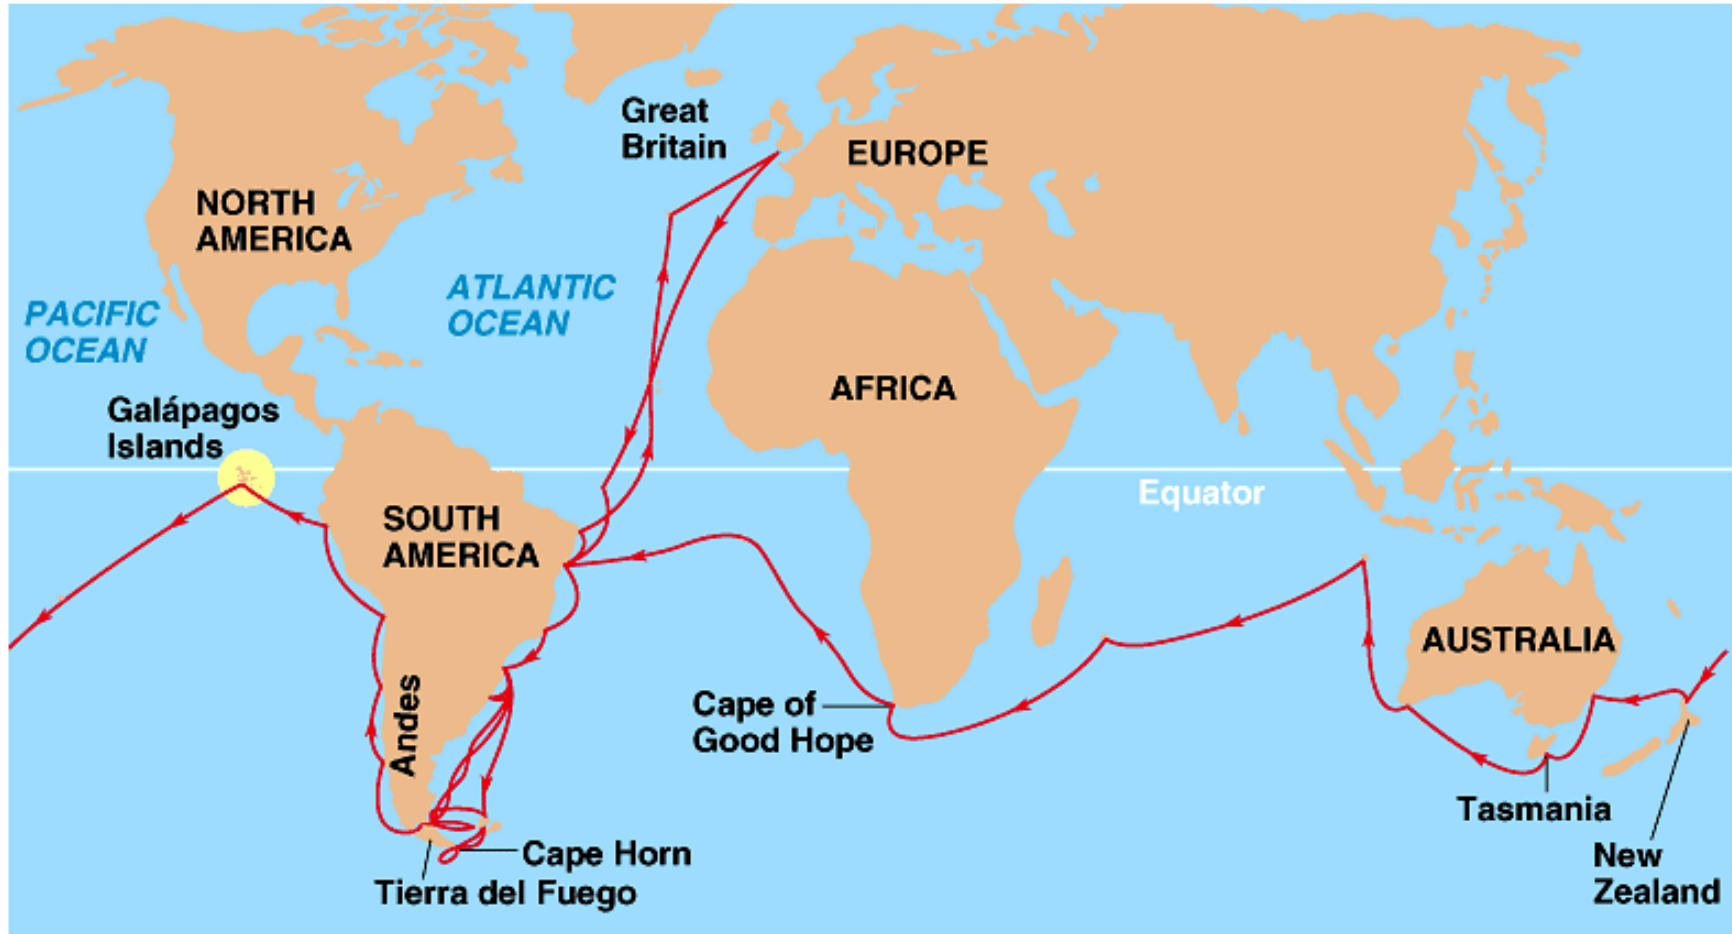 Great
Britain
EUROPE
NORTH
AMERICA
ATLANTIC
OCEAN
PACIFIC
OCEAN
AFRICA
Galápagos
Islands
Equator
SOUTH
AMERICA
AUSTRALIA
Andes
Cape of
Good Hope
Tasmania
Cape Horn
New
Zealand
Tierra del Fuego